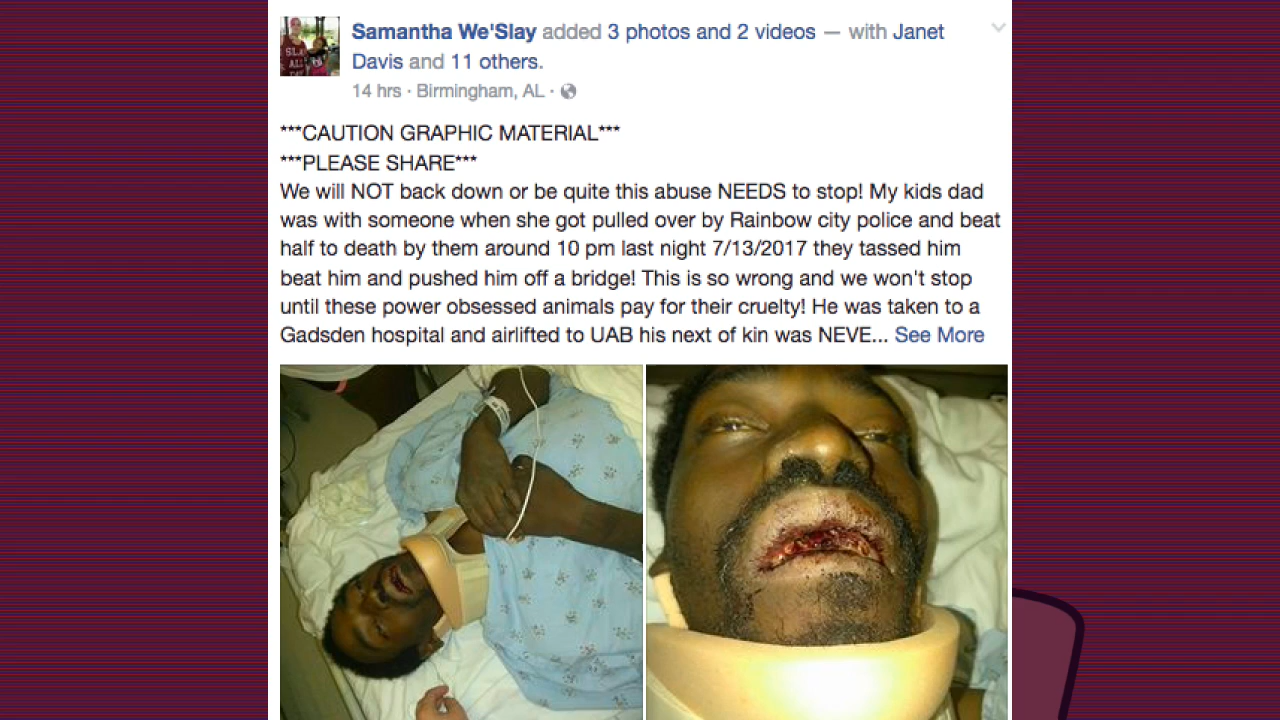 Samantha We'Slay added 3 photos and 2 videos — with Janet
Davis and 11 others.
14 hrs · Birmingham, AL ·
***CAUTION GRAPHIC MATERIAL***
***PLEASE SHARE***
We will NOT back down or be quite this abuse NEEDS to stop! My kids dad
was with someone when she got pulled over by Rainbow city police and beat
half to death by them around 10 pm last night 7/13/2017 they tassed him
beat him and pushed him off a bridge! This is so wrong and we won't stop
until these power obsessed animals pay for their cruelty! He was taken to a
Gadsden hospital and airlifted to UAB his next of kin was NEVE... See More